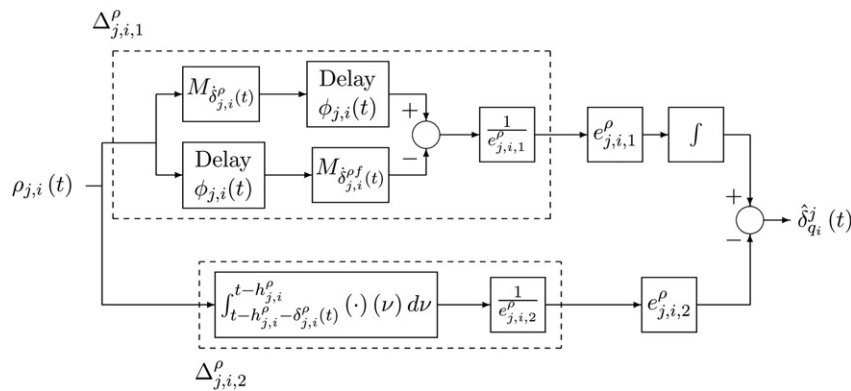 Δ^ρ_{j,i,1}
M_{δ̇^ρ_{j,i}(t)}
Delay
ϕ_{j,i}(t)
+
−
1
e^ρ_{j,i,1}
e^ρ_{j,i,1}
∫
Delay
ϕ_{j,i}(t)
M_{δ̇^{ρf}_{j,i}(t)}
ρ_{j,i}(t)
+
−
δ̂^j_{q_i}(t)
∫^{t−h^ρ_{j,i}}_{t−h^ρ_{j,i}−δ^ρ_{j,i}(t)} (·)(ν) dν
1
e^ρ_{j,i,2}
e^ρ_{j,i,2}
Δ^ρ_{j,i,2}